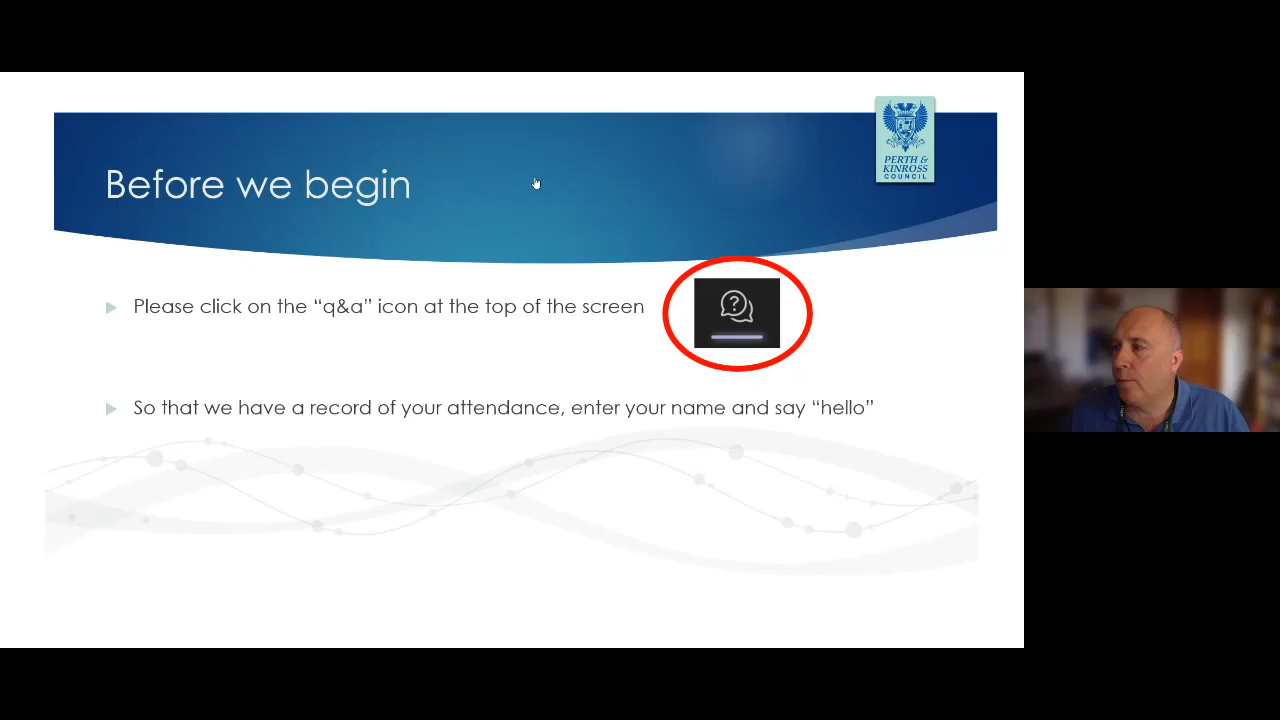 Before we begin
PERTH &
KINROSS
COUNCIL
Please click on the “q&a” icon at the top of the screen
?
So that we have a record of your attendance, enter your name and say “hello”